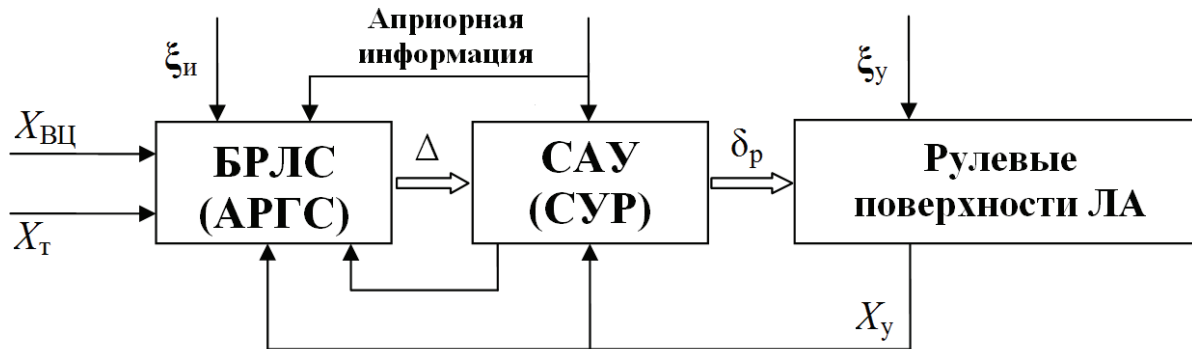 Априорная
информация
ξи
ξу
XВЦ
Xт
БРЛС
(АРГС)
Δ
САУ
(СУР)
δр
Рулевые
поверхности ЛА
Xу